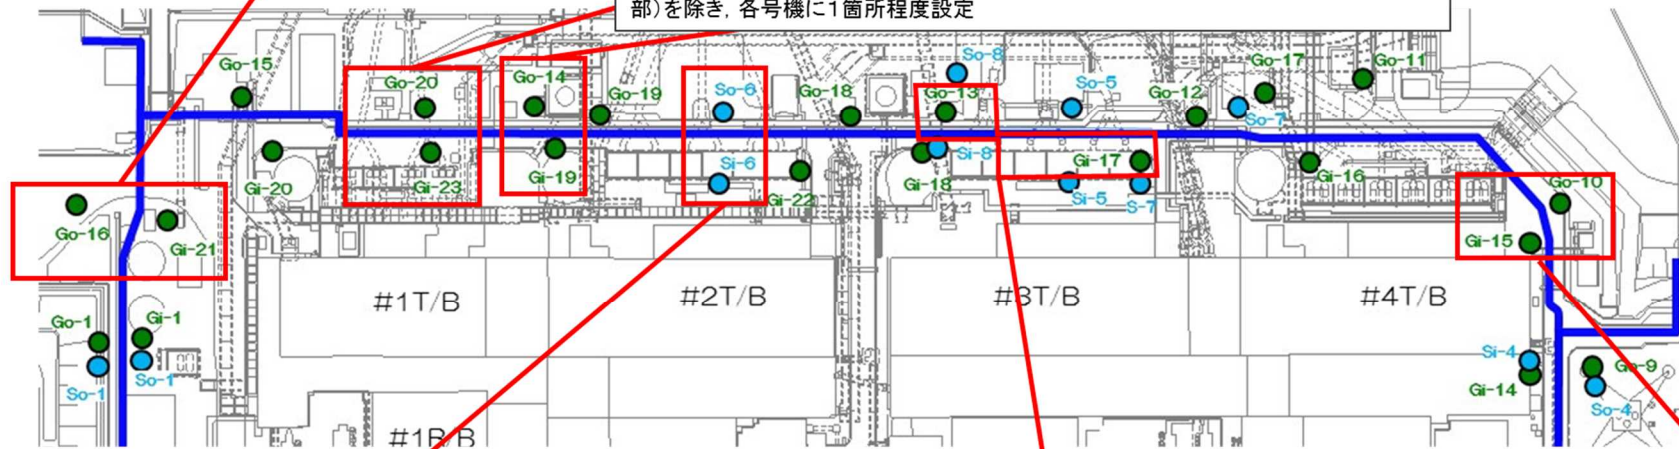 部)を除き，各号機に1箇所程度設定
So-8
Go-17
Go-11
Go-15
Go-20
Go-14
Go-19
So-6
Go-18
Go-13
So-5
Go-12
So-7
Gi-20
Gi-23
Gi-19
Si-6
Gi-22
Gi-18
Si-8
Gi-17
Si-5
S-7
Gi-16
Go-10
Go-16
Gi-21
Gi-15
#1T/B
#2T/B
#3T/B
#4T/B
Go-1
Gi-1
So-1
So-1
Si-4
Gi-14
Go-9
So-4
#1R/B